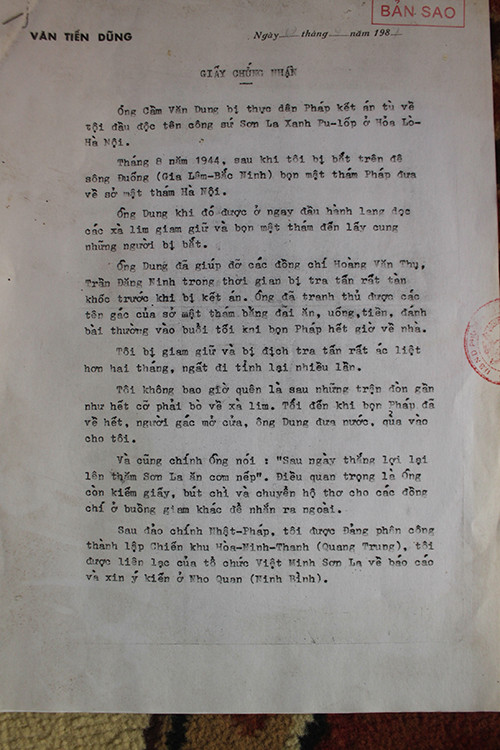 BẢN SAO
VĂN TIẾN DŨNG
Ngày tháng năm 198
GIẤY CHỨNG NHẬN
Ông Cầm Văn Dung bị thực dân Pháp kết án tù về
tội đầu độc tên công sứ Sơn La Xanh Pu-lốp ở Hỏa Lò-
Hà Nội.
Tháng 8 năm 1944, sau khi tôi bị bắt trên đê
sông Đuống (Gia Lâm-Bắc Ninh) bọn mật thám Pháp đưa
về sở mật thám Hà Nội.
Ông Dung khi đó được ở ngay đầu hành lang dọc
các xà lim giam giữ và bọn mật thám đến lấy cung
những người bị bắt.
Ông Dung đã giúp đỡ các đồng chí Hoàng Văn Thụ,
Trần Đăng Ninh trong thời gian bị tra tấn rất tàn
khốc trước khi bị kết án. Ông đã tranh thủ được các
tên gác của sở mật thám bằng đãi ăn, uống,tiền, đánh
bài thường vào buổi tối khi bọn Pháp hết giờ về nhà.
Tôi bị giam giữ và bị địch tra tấn rất ác liệt
hơn hai tháng, ngất đi tỉnh lại nhiều lần.
Tôi không bao giờ quên là sau những trận đòn gần
như hết cỡ phải bò về xà lim. Tối đến khi bọn Pháp đã
về hết, người gác mở cửa, ông Dung đưa nước, quà vào
cho tôi.
Và cũng chính Ông nói : "Sau ngày thắng lợi lại
lên thăm Sơn La ăn cơm nếp". Điều quan trọng là Ông
còn kiếm giấy, bút chì và chuyển hộ thơ cho các đồng
chí ở buồng giam khác để nhắn ra ngoài.
Sau đảo chính Nhật-Pháp, tôi được Đảng phân công
thành lập Chiến khu Hòa-Ninh-Thanh (Quang Trung), tôi
được liên lạc của tổ chức Việt Minh Sơn La về báo cáo
và xin ý kiến ở Nho Quan (Ninh Bình).